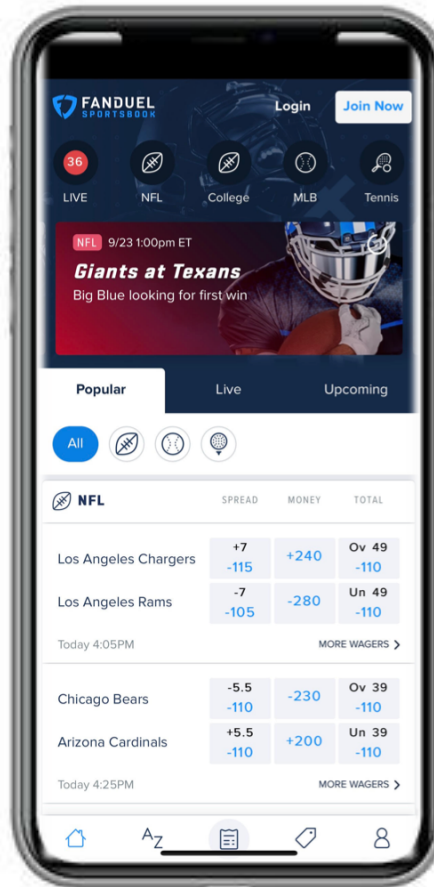 FANDUEL
SPORTSBOOK
Login
Join Now
36
LIVE
NFL
College
MLB
Tennis
NFL 9/23 1:00pm ET
Giants at Texans
Big Blue looking for first win
Popular
Live
Upcoming
All
NFL SPREAD MONEY TOTAL
+7 Ov 49
Los Angeles Chargers +240
-115 -110
-7 Un 49
Los Angeles Rams -280
-105 -110
Today 4:05PM MORE WAGERS >
-5.5 Ov 39
Chicago Bears -230
-110 -110
+5.5 Un 39
Arizona Cardinals +200
-110 -110
Today 4:25PM MORE WAGERS >
AZ